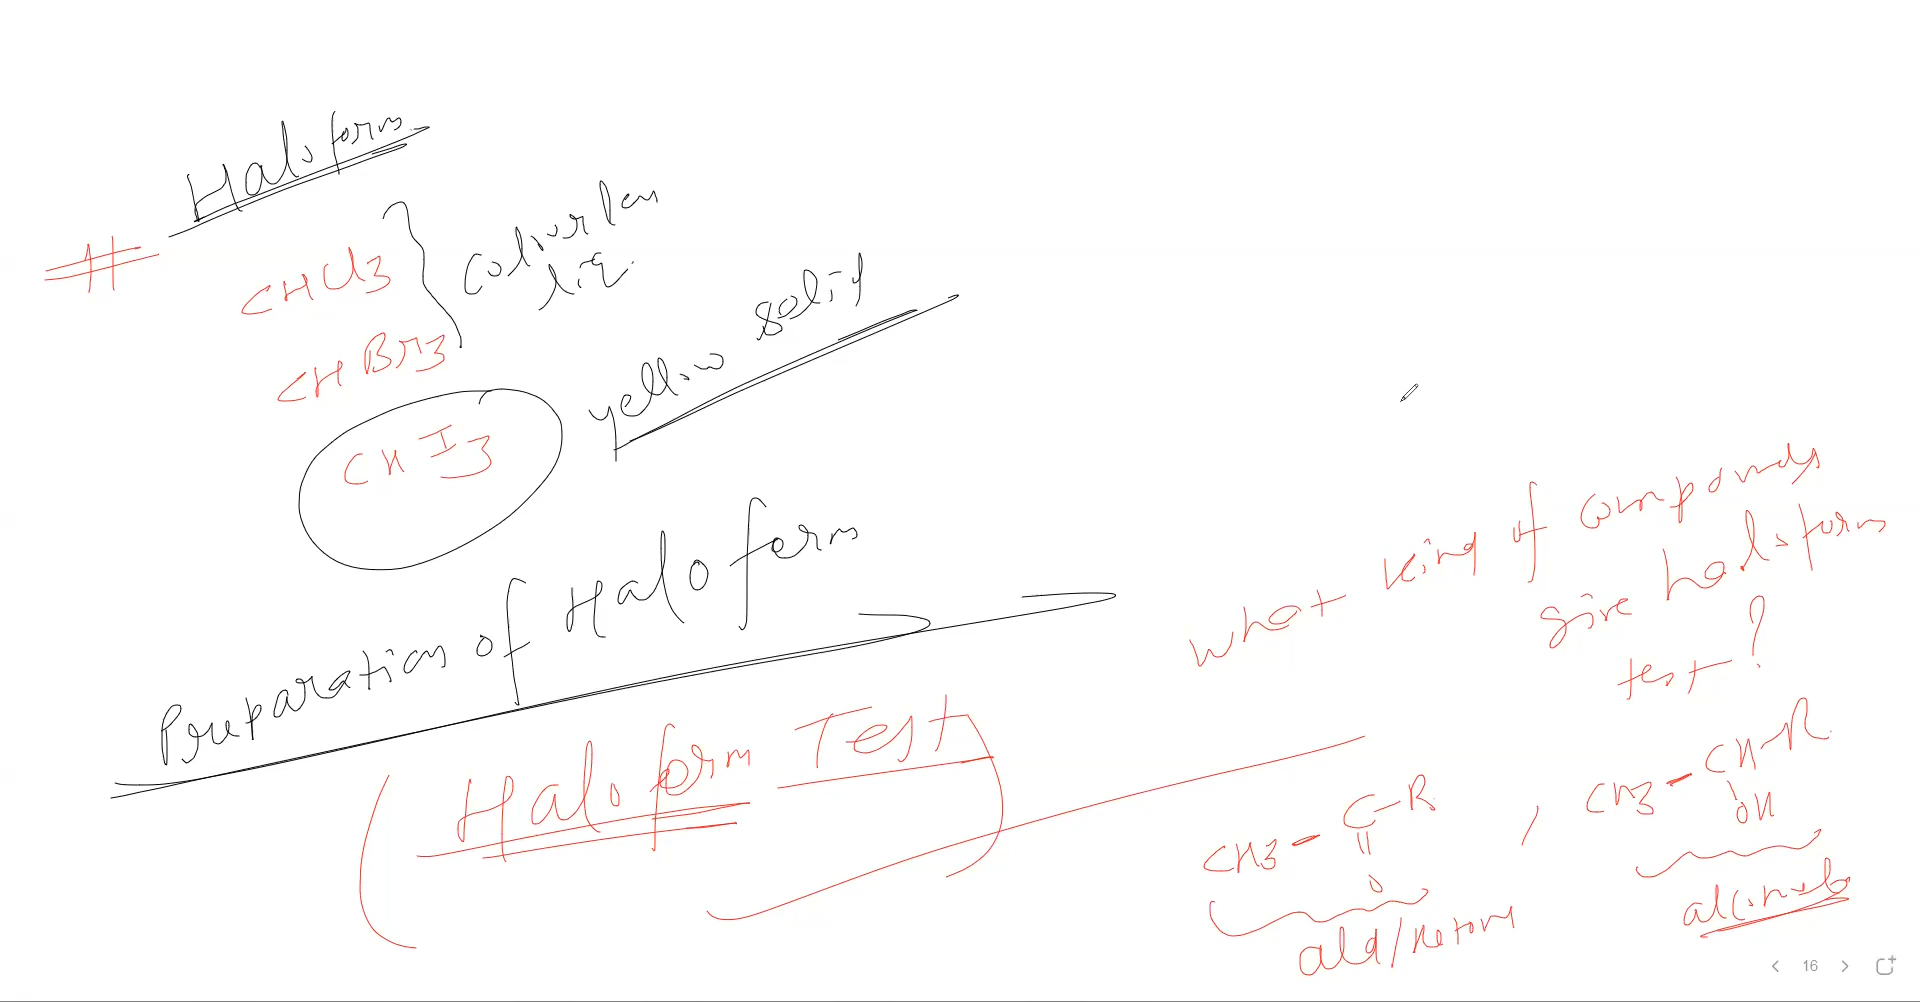 Haloform
#
CHCl3
CHBr3
Colourless
liq.
CHI3
yellow solid
Preparation of Haloform
(Haloform Test)
what kind of compounds
give haloform
test?
CH3-C-R
||
O
ald/Ketone
,
CH3-CH-R
OH
alcohols
16